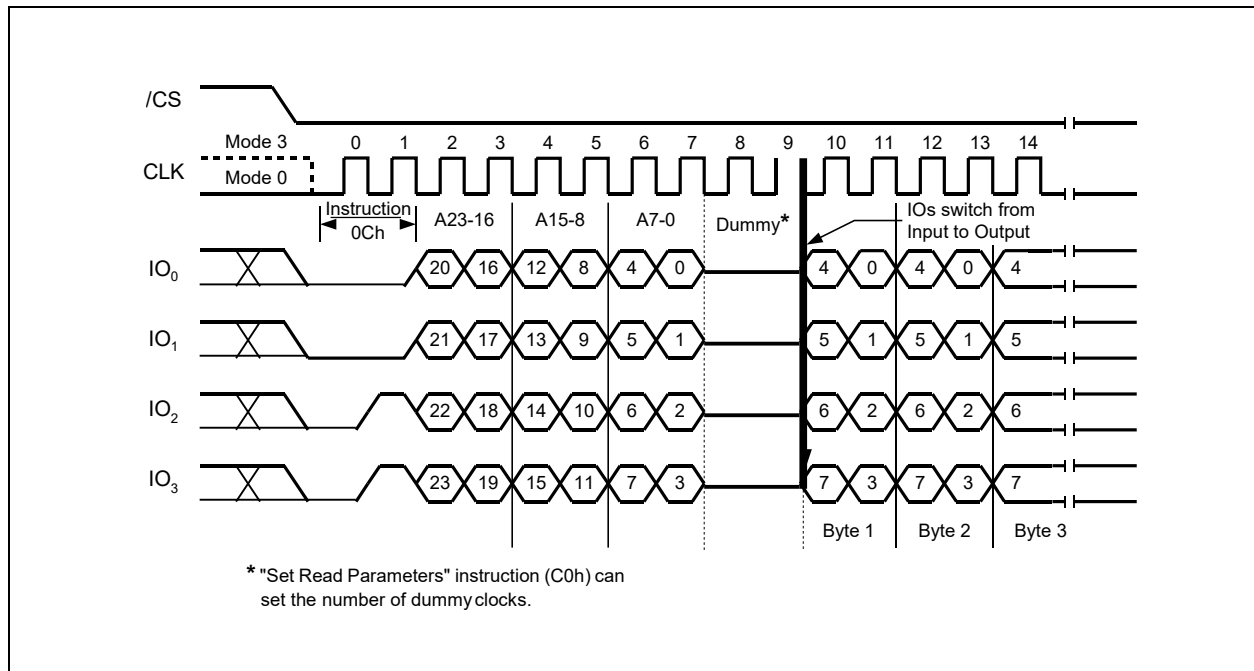 /CS
Mode 3 0 1 2 3 4 5 6 7 8 9 10 11 12 13 14
CLK
Mode 0
Instruction A23-16 A15-8 A7-0 Dummy* IOs switch from
0Ch Input to Output
IO0 20 16 12 8 4 0 4 0 4 0 4
IO1 21 17 13 9 5 1 5 1 5 1 5
IO2 22 18 14 10 6 2 6 2 6 2 6
IO3 23 19 15 11 7 3 7 3 7 3 7
Byte 1 Byte 2 Byte 3
* "Set Read Parameters" instruction (C0h) can
set the number of dummy clocks.